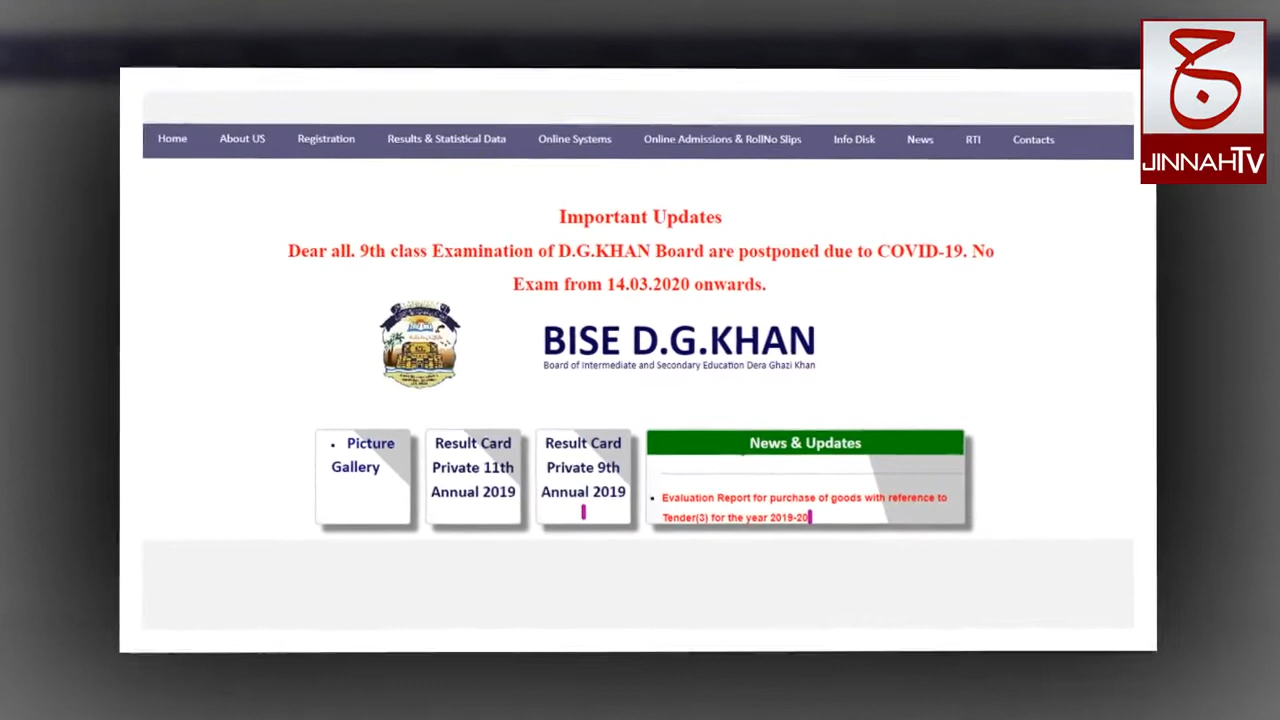 ج
JINNAH TV
Home About US Registration Results & Statistical Data Online Systems Online Admissions & RollNo Slips Info Disk News RTI Contacts
Important Updates
Dear all. 9th class Examination of D.G.KHAN Board are postponed due to COVID-19. No
Exam from 14.03.2020 onwards.
BISE D.G.KHAN
Board of Intermediate and Secondary Education Dera Ghazi Khan
Picture
Gallery
Result Card
Private 11th
Annual 2019
Result Card
Private 9th
Annual 2019
News & Updates
Evaluation Report for purchase of goods with reference to
Tender(3) for the year 2019-20